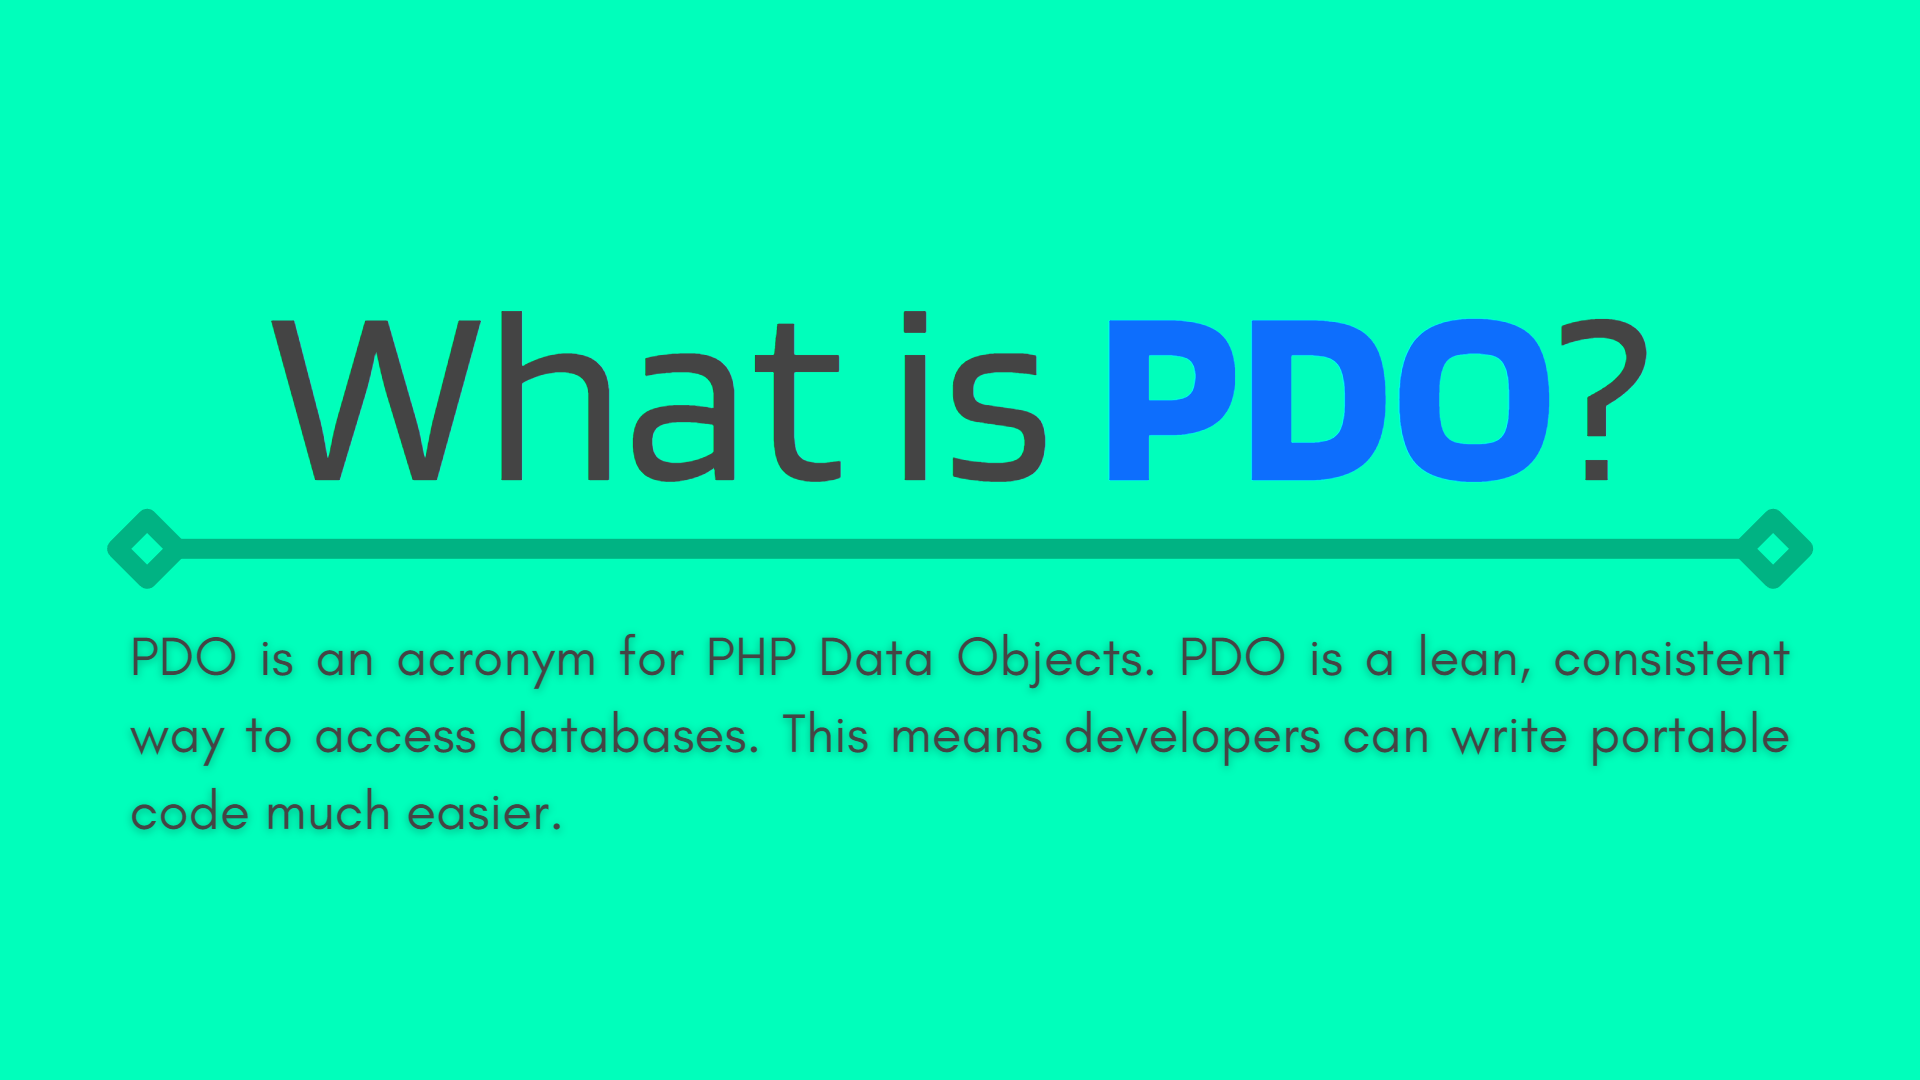 What is PDO?
PDO is an acronym for PHP Data Objects. PDO is a lean, consistent
way to access databases. This means developers can write portable
code much easier.